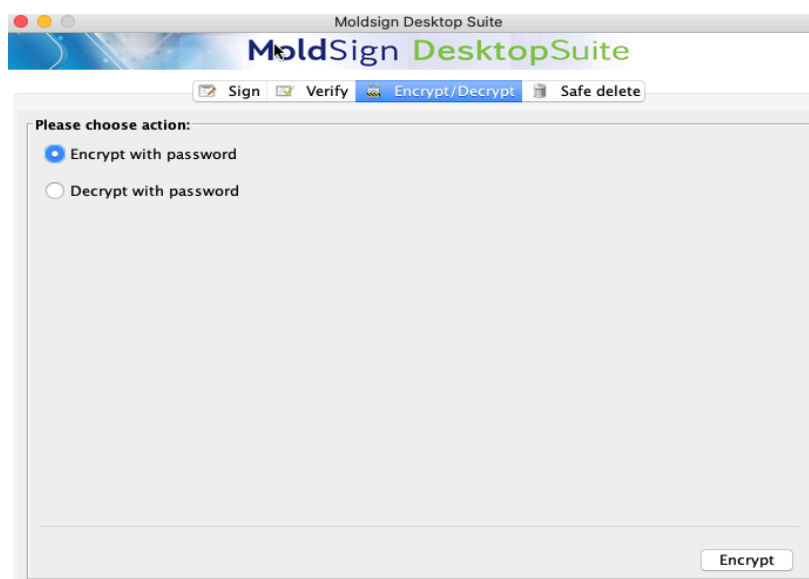 Moldsign Desktop Suite
MoldSign DesktopSuite
Sign Verify Encrypt/Decrypt Safe delete
Please choose action:
Encrypt with password
Decrypt with password
Encrypt